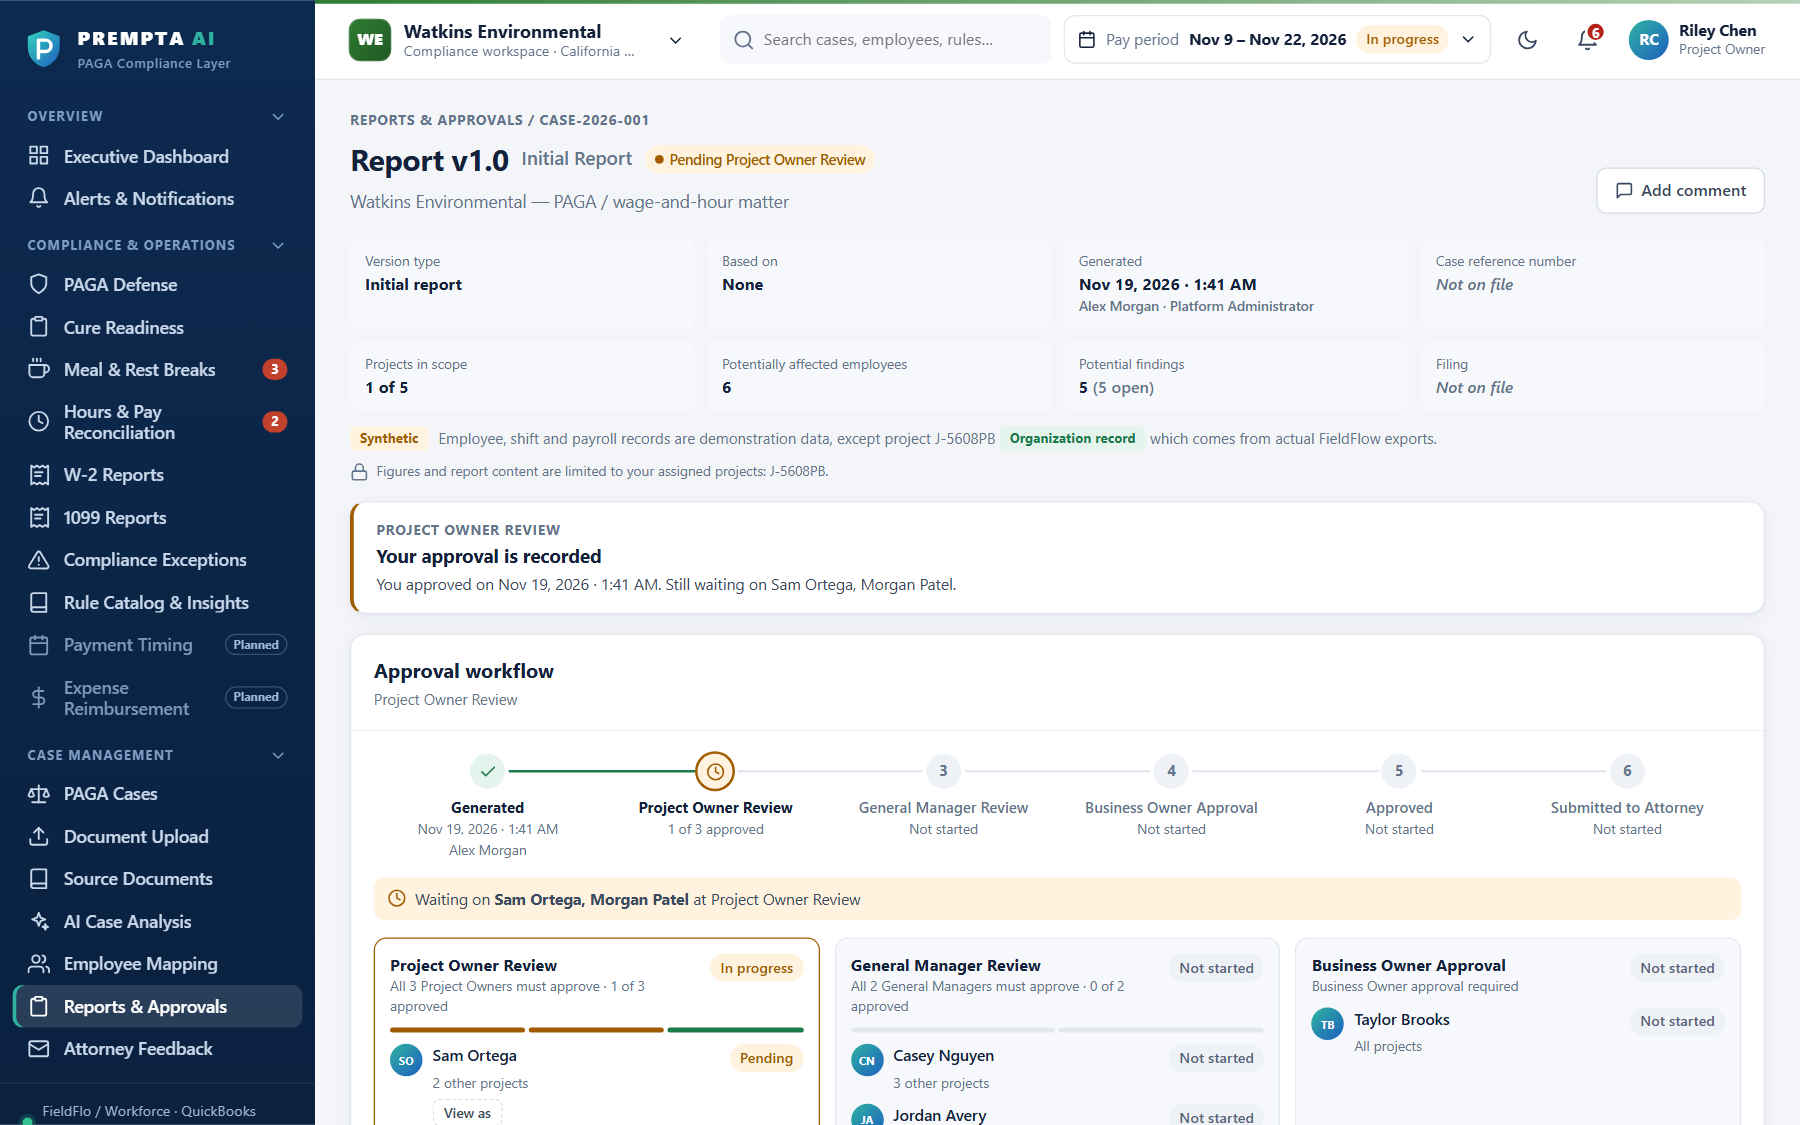 PREMPTA AI
PAGA Compliance Layer
OVERVIEW
Executive Dashboard
Alerts & Notifications
COMPLIANCE & OPERATIONS
PAGA Defense
Cure Readiness
Meal & Rest Breaks
3
Hours & Pay
Reconciliation
2
W-2 Reports
1099 Reports
Compliance Exceptions
Rule Catalog & Insights
Payment Timing
Planned
Expense
Reimbursement
Planned
CASE MANAGEMENT
PAGA Cases
Document Upload
Source Documents
AI Case Analysis
Employee Mapping
Reports & Approvals
Attorney Feedback
FieldFlo / Workforce · QuickBooks
WE
Watkins Environmental
Compliance workspace · California ...
Search cases, employees, rules...
Pay period Nov 9 – Nov 22, 2026 In progress
6
RC
Riley Chen
Project Owner
REPORTS & APPROVALS / CASE-2026-001
Report v1.0 Initial Report Pending Project Owner Review
Watkins Environmental — PAGA / wage-and-hour matter
Add comment
Version type
Initial report
Based on
None
Generated
Nov 19, 2026 · 1:41 AM
Alex Morgan · Platform Administrator
Case reference number
Not on file
Projects in scope
1 of 5
Potentially affected employees
6
Potential findings
5 (5 open)
Filing
Not on file
Synthetic Employee, shift and payroll records are demonstration data, except project J-5608PB Organization record which comes from actual FieldFlow exports.
Figures and report content are limited to your assigned projects: J-5608PB.
PROJECT OWNER REVIEW
Your approval is recorded
You approved on Nov 19, 2026 · 1:41 AM. Still waiting on Sam Ortega, Morgan Patel.
Approval workflow
Project Owner Review
Generated
Nov 19, 2026 · 1:41 AM
Alex Morgan
Project Owner Review
1 of 3 approved
3
General Manager Review
Not started
4
Business Owner Approval
Not started
5
Approved
Not started
6
Submitted to Attorney
Not started
Waiting on Sam Ortega, Morgan Patel at Project Owner Review
Project Owner Review
In progress
All 3 Project Owners must approve · 1 of 3
approved
SO
Sam Ortega
Pending
2 other projects
View as
General Manager Review
Not started
All 2 General Managers must approve · 0 of 2
approved
CN
Casey Nguyen
Not started
3 other projects
JA
Jordan Avery
Not started
Business Owner Approval
Not started
Business Owner approval required
TB
Taylor Brooks
Not started
All projects